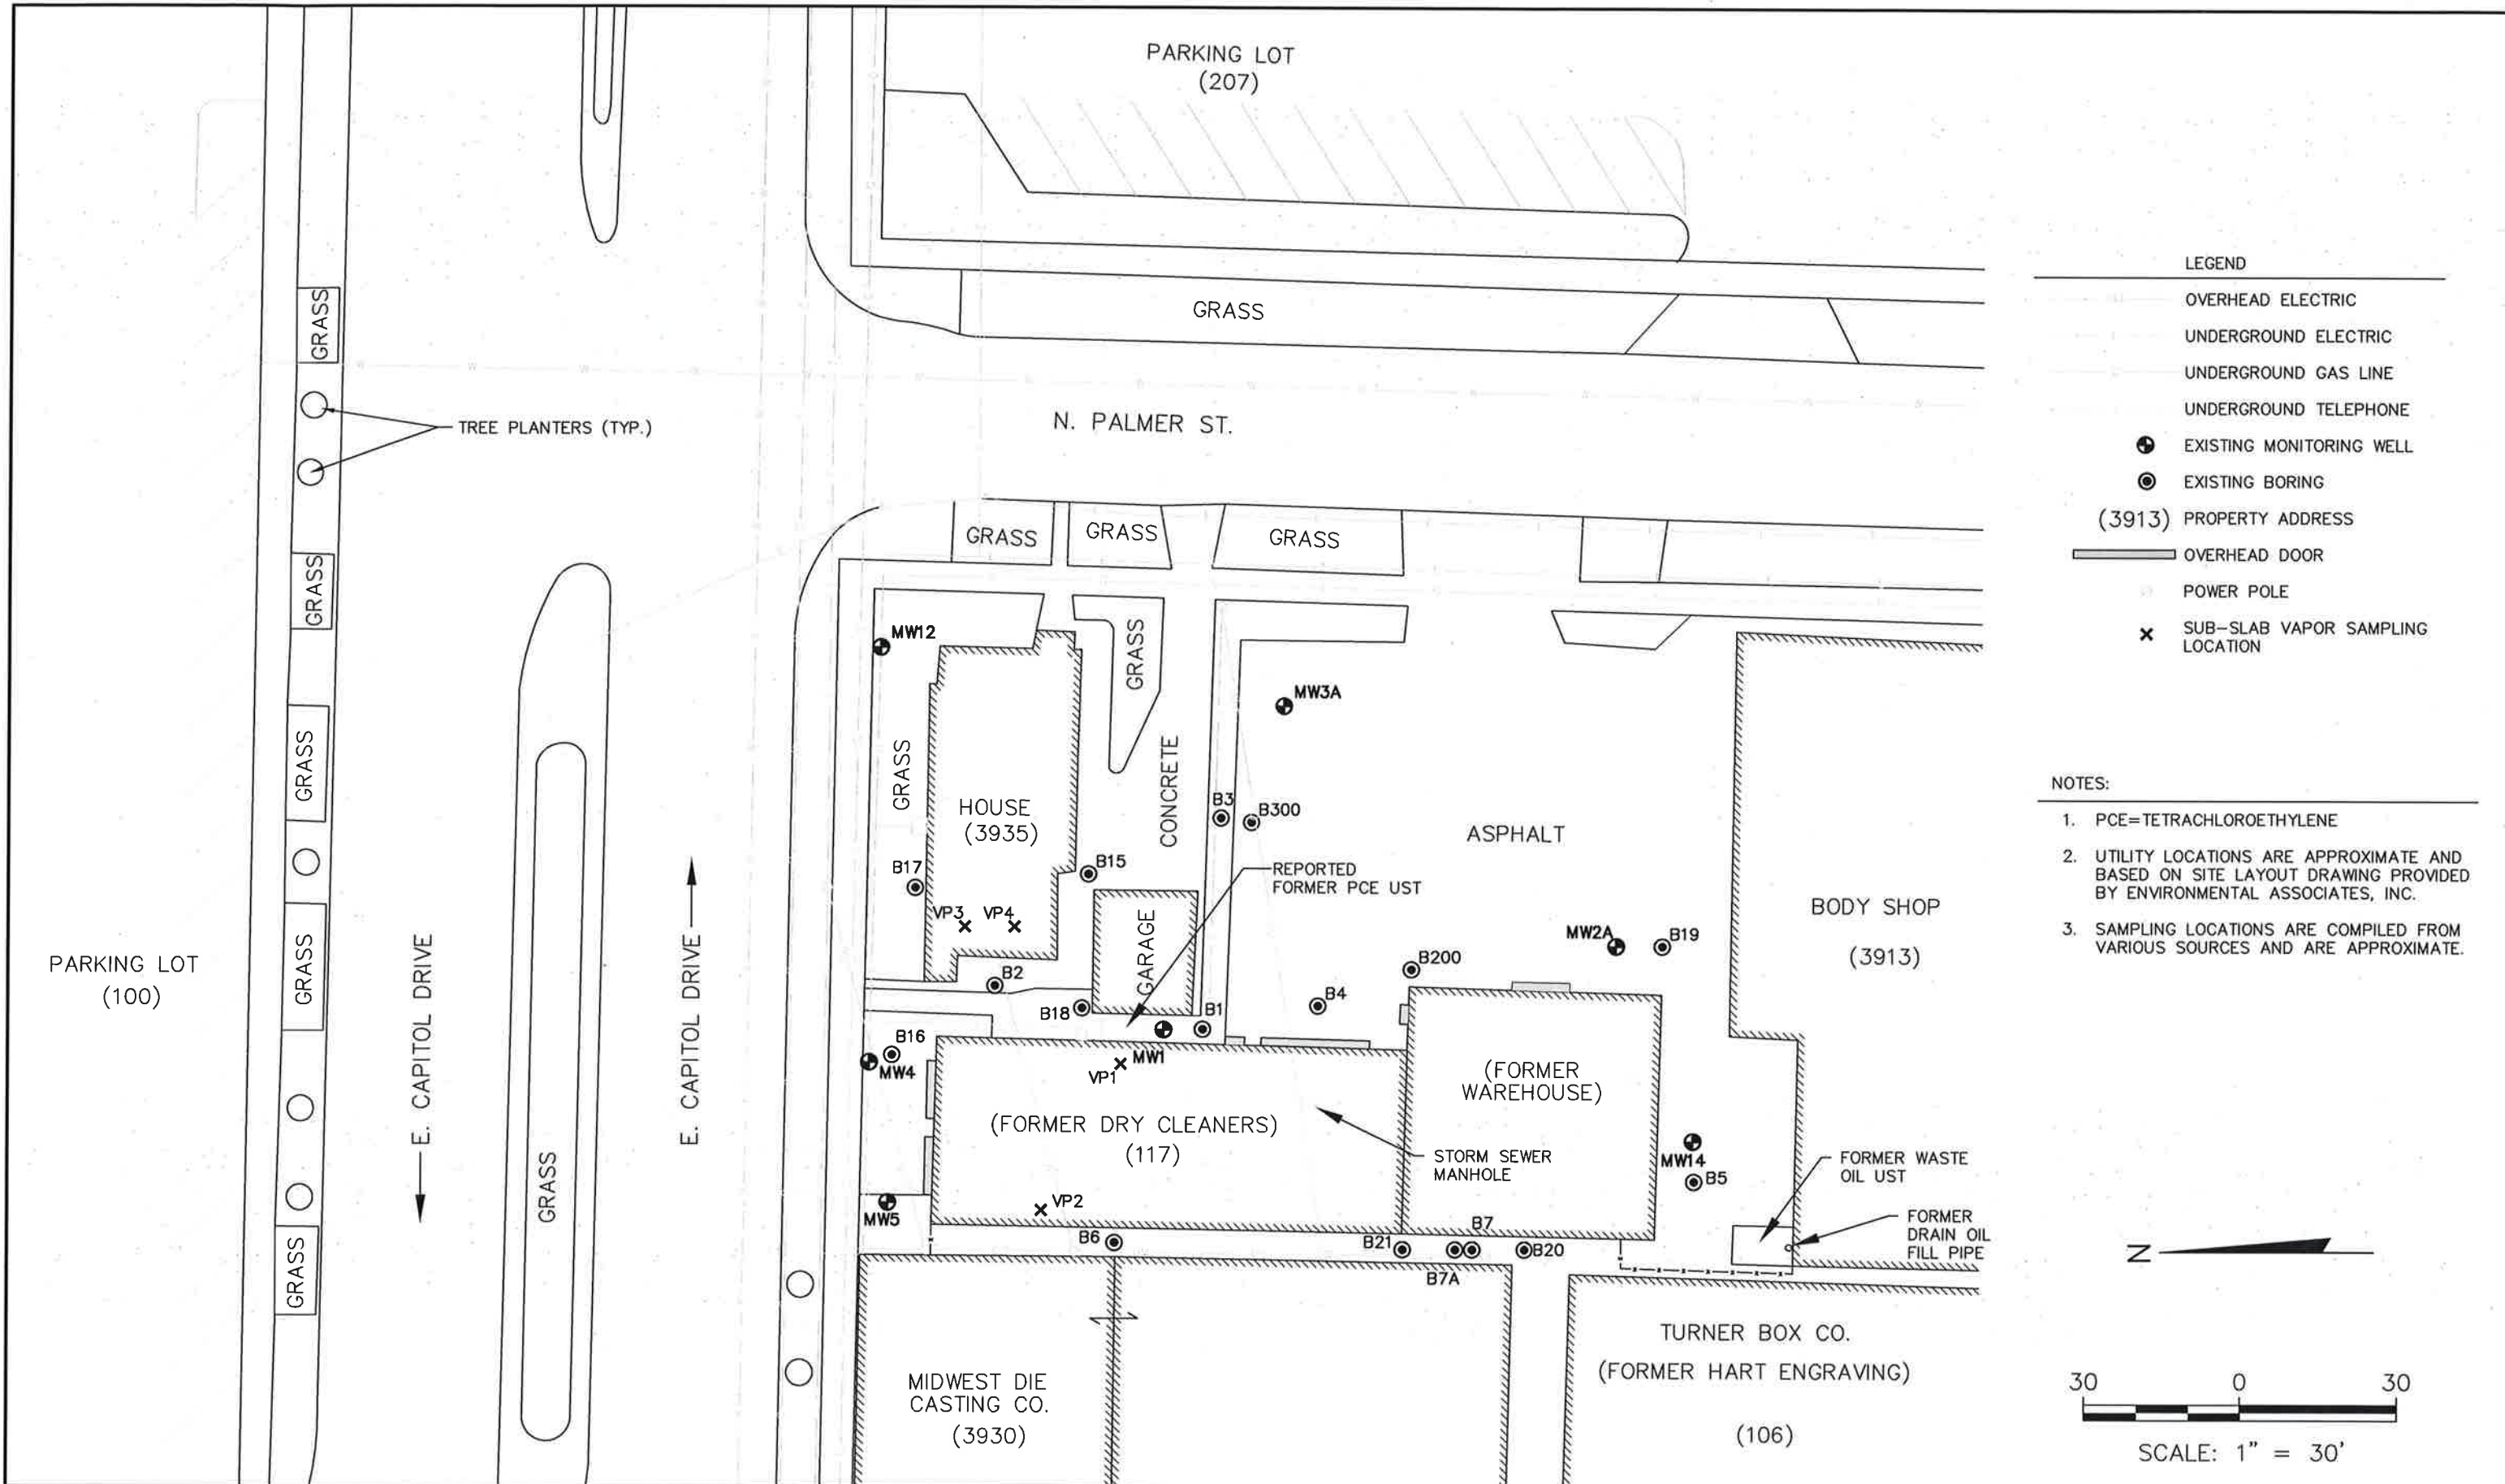 PARKING LOT
(207)
GRASS
TREE PLANTERS (TYP.)
N. PALMER ST.
GRASS
GRASS
GRASS
GRASS
GRASS
MW12
GRASS
MW3A
GRASS
GRASS
HOUSE
(3935)
CONCRETE
B3
B300
ASPHALT
B17
B15
REPORTED
FORMER PCE UST
VP3
VP4
GARAGE
BODY SHOP
(3913)
MW2A
B19
B200
B2
B4
B18
B1
PARKING LOT
(100)
GRASS
E. CAPITOL DRIVE
E. CAPITOL DRIVE
B16
MW4
MW1
VP1
(FORMER
WAREHOUSE)
(FORMER DRY CLEANERS)
(117)
STORM SEWER
MANHOLE
MW14
B5
FORMER WASTE
OIL UST
GRASS
VP2
MW5
FORMER
DRAIN OIL
FILL PIPE
B6
B21
B7
B20
B7A
GRASS
MIDWEST DIE
CASTING CO.
(3930)
TURNER BOX CO.
(FORMER HART ENGRAVING)
(106)
LEGEND
OVERHEAD ELECTRIC
UNDERGROUND ELECTRIC
UNDERGROUND GAS LINE
UNDERGROUND TELEPHONE
EXISTING MONITORING WELL
EXISTING BORING
(3913) PROPERTY ADDRESS
OVERHEAD DOOR
POWER POLE
SUB-SLAB VAPOR SAMPLING
LOCATION
NOTES:
1. PCE=TETRACHLOROETHYLENE
2. UTILITY LOCATIONS ARE APPROXIMATE AND
BASED ON SITE LAYOUT DRAWING PROVIDED
BY ENVIRONMENTAL ASSOCIATES, INC.
3. SAMPLING LOCATIONS ARE COMPILED FROM
VARIOUS SOURCES AND ARE APPROXIMATE.
N
30 0 30
SCALE: 1" = 30'